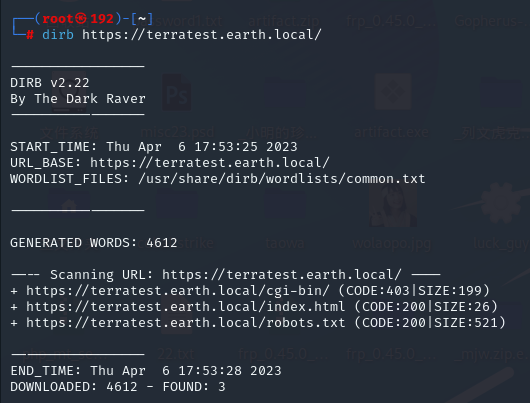 ┌──(root㉿192)-[~]
└─# dirb https://terratest.earth.local/
-----------------
DIRB v2.22
By The Dark Raver
-----------------
START_TIME: Thu Apr  6 17:53:25 2023
URL_BASE: https://terratest.earth.local/
WORDLIST_FILES: /usr/share/dirb/wordlists/common.txt
-----------------
GENERATED WORDS: 4612
---- Scanning URL: https://terratest.earth.local/ ----
+ https://terratest.earth.local/cgi-bin/ (CODE:403|SIZE:199)
+ https://terratest.earth.local/index.html (CODE:200|SIZE:26)
+ https://terratest.earth.local/robots.txt (CODE:200|SIZE:521)
-----------------
END_TIME: Thu Apr  6 17:53:28 2023
DOWNLOADED: 4612 - FOUND: 3